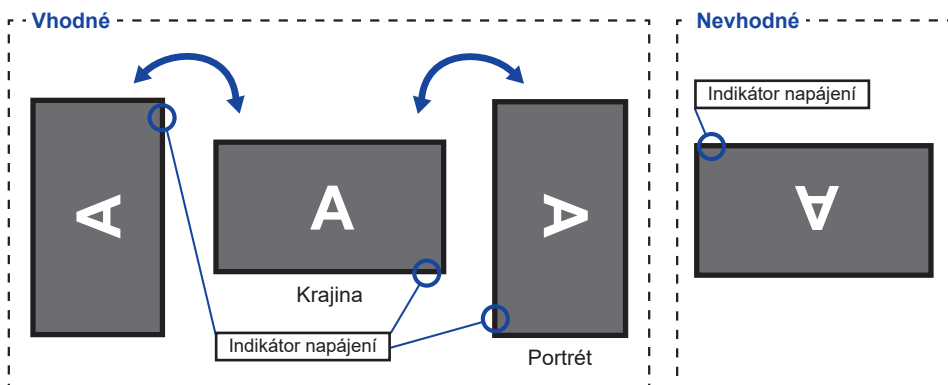 Vhodné
Nevhodné
Indikátor napájení
A
A
A
A
Krajina
Indikátor napájení
Portrét